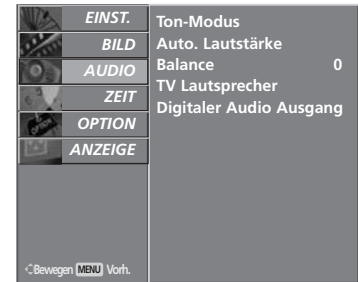 EINST.
BILD
AUDIO
ZEIT
OPTION
ANZEIGE
Ton-Modus
Auto. Lautstärke
Balance 0
TV Lautsprecher
Digitaler Audio Ausgang
Bewegen MENU Vorh.